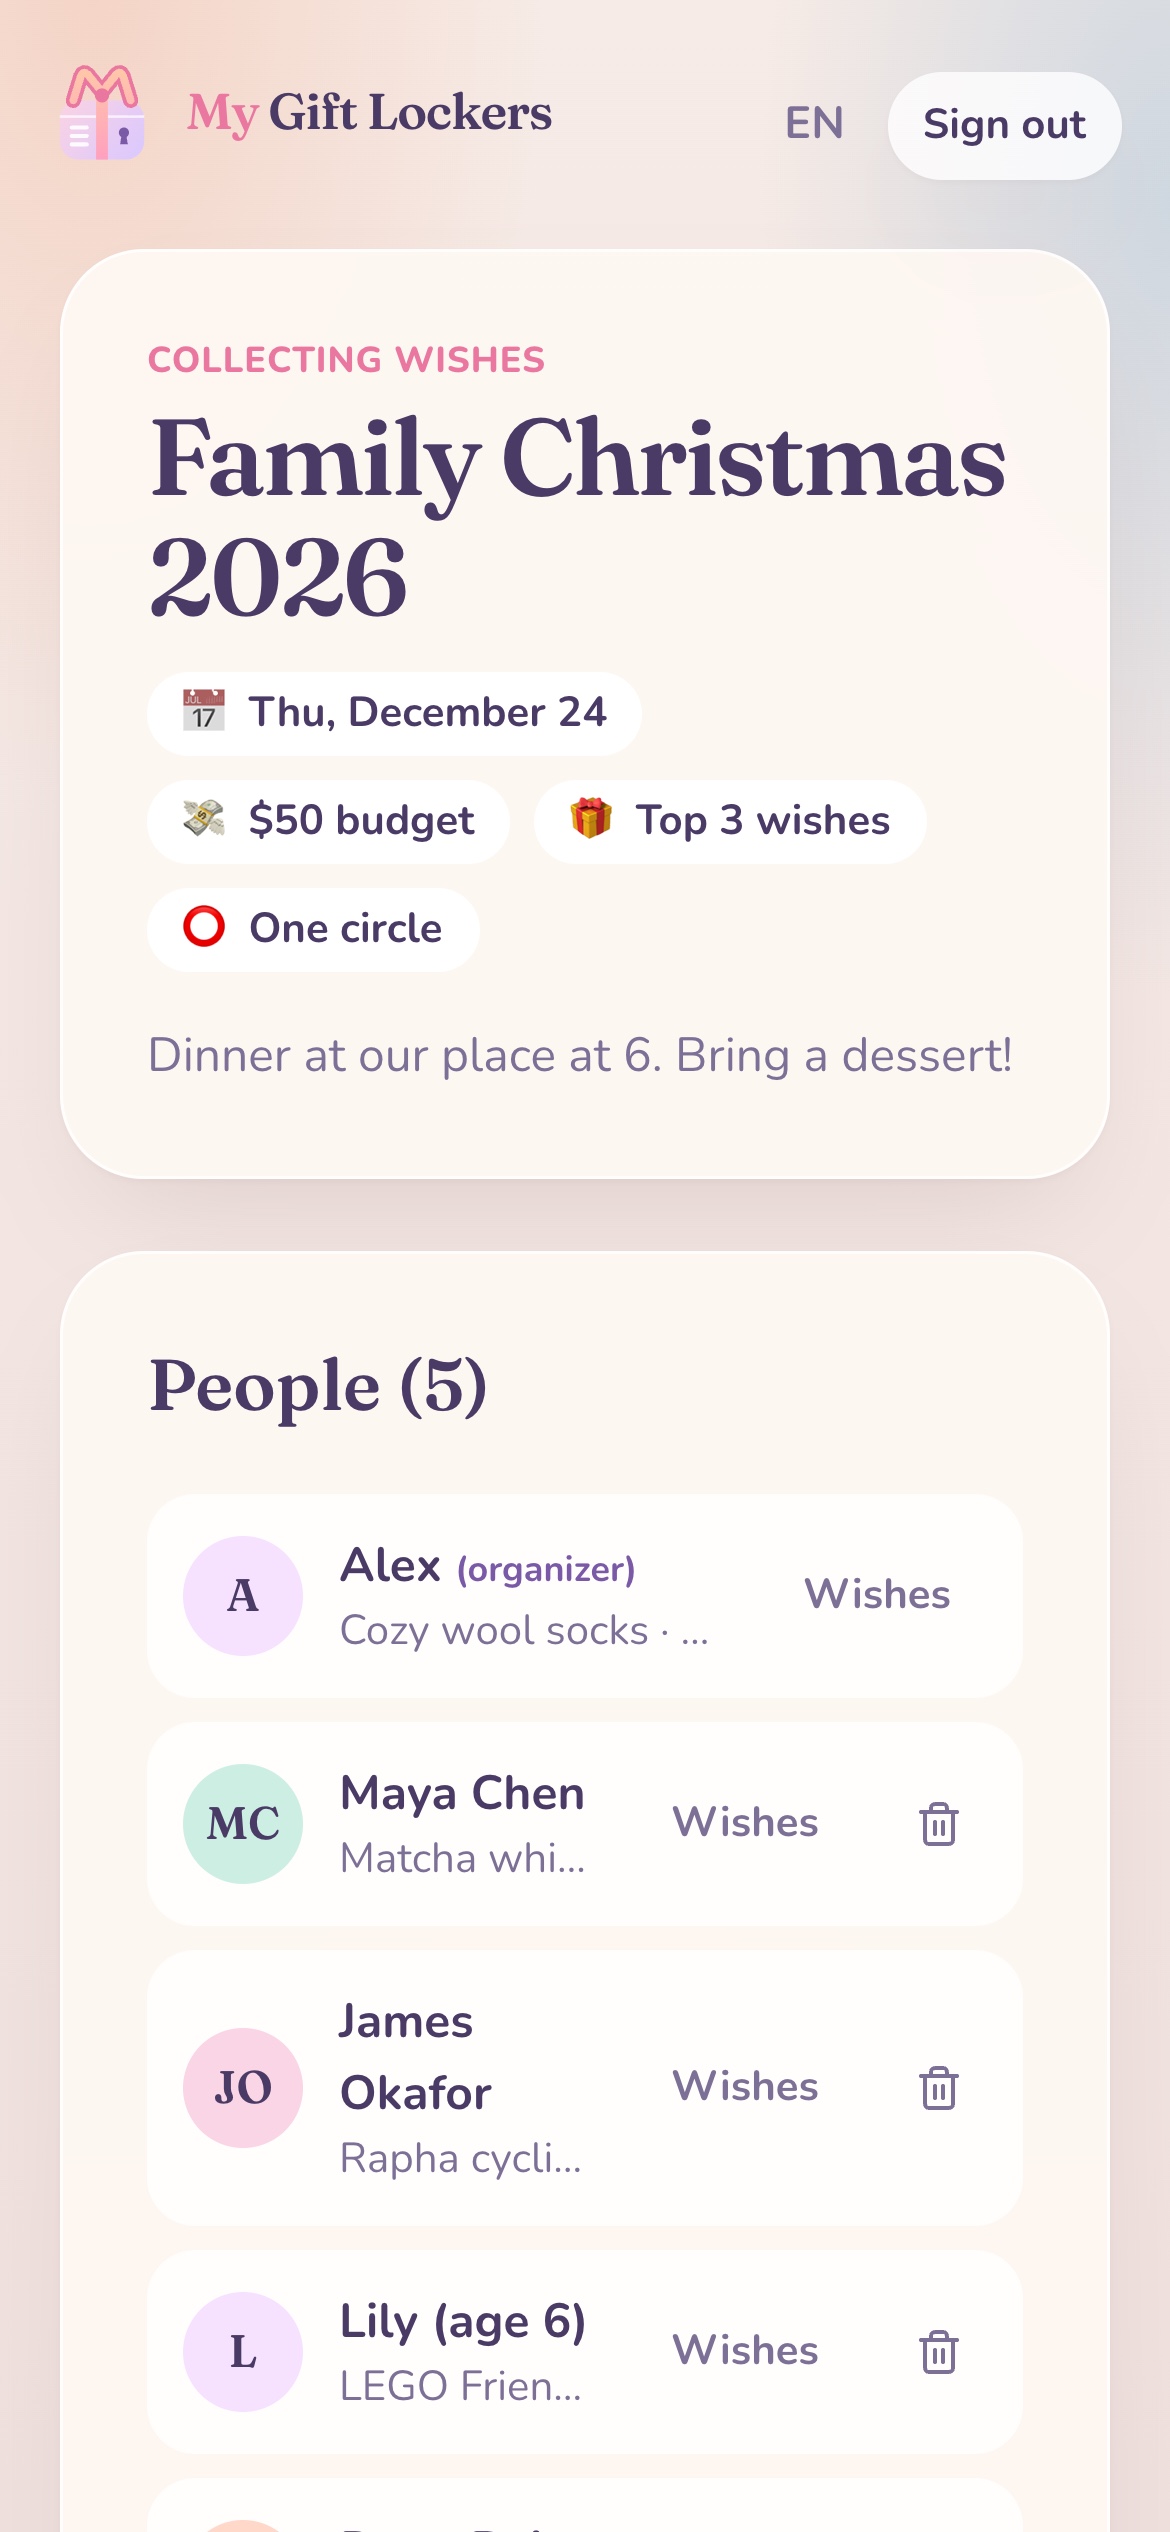 My Gift Lockers
EN
Sign out
COLLECTING WISHES
Family Christmas
2026
JUL
17
Thu, December 24
$50 budget
Top 3 wishes
One circle
Dinner at our place at 6. Bring a dessert!
People (5)
A
Alex (organizer)
Cozy wool socks · ...
Wishes
MC
Maya Chen
Matcha whi...
Wishes
JO
James
Okafor
Rapha cycli...
Wishes
L
Lily (age 6)
LEGO Frien...
Wishes